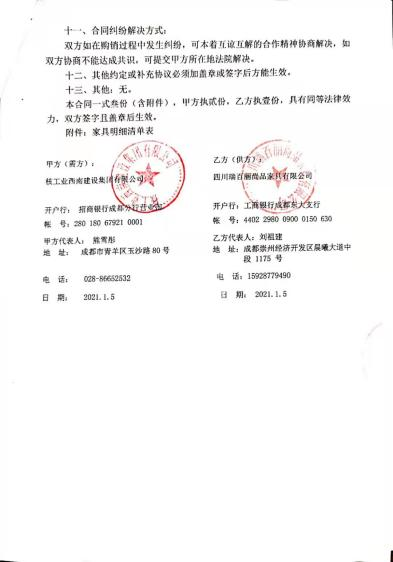 十一、合同纠纷解决方式：
双方如在购销过程中发生纠纷，可本着互谅互解的合作精神协商解决，如
双方协商不能达成共识，可提交甲方所在地法院解决。
十二、其他约定或补充协议必须加盖章或签字后方能生效。
十三、其他：无。
本合同一式叁份（含附件），甲方执贰份，乙方执壹份，具有同等法律效
力，双方签字且盖章后生效。
附件：家具明细清单表
甲方（需方）：
核工业西南建设集团有限公司
开户行：招商银行成都分行营业部
帐 号：280 180 67921 0001
甲方代表人：熊雪彤
地 址：成都市青羊区玉沙路 80 号
电 话：028-86652532
日 期：2021.1.5
乙方（供方）：
四川瑞百丽尚品家具有限公司
开户行：工商银行成都东大支行
帐 号：4402 2980 0900 0150 630
乙方代表人：刘祖建
地 址：成都崇州经济开发区晨曦大道中
段 1175 号
电 话：15928779490
日 期：2021.1.5